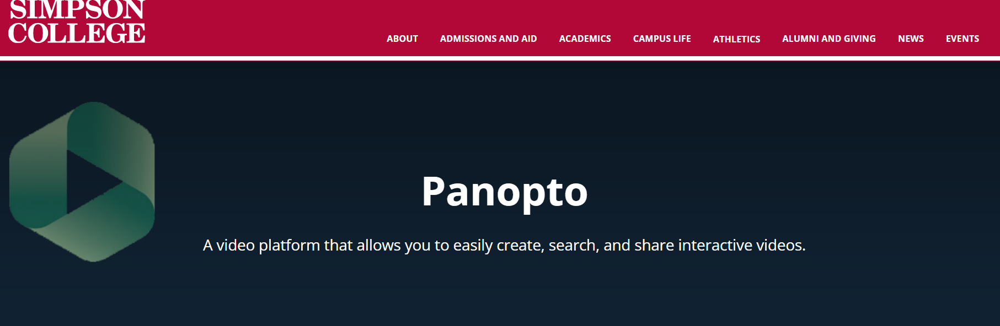 SIMPSON
COLLEGE
ABOUT ADMISSIONS AND AID ACADEMICS CAMPUS LIFE ATHLETICS ALUMNI AND GIVING NEWS EVENTS
Panopto
A video platform that allows you to easily create, search, and share interactive videos.